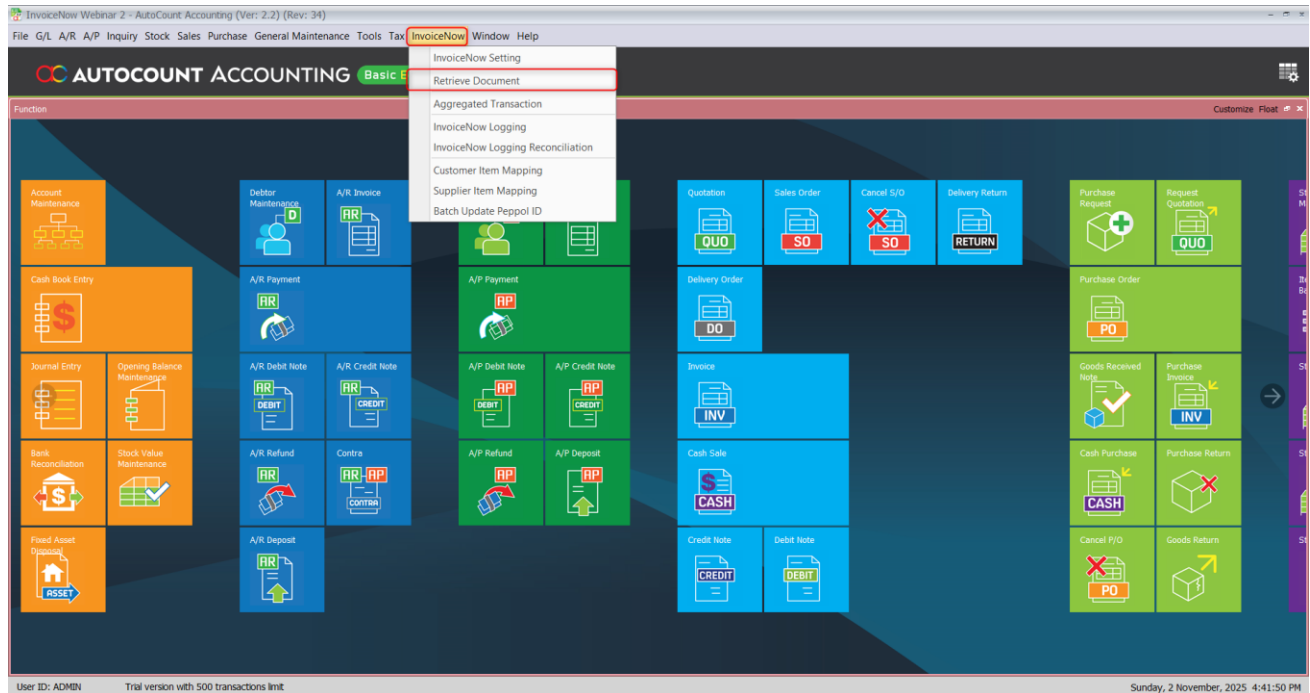 InvoiceNow Webinar 2 - AutoCount Accounting (Ver: 2.2) (Rev: 34)
File G/L A/R A/P Inquiry Stock Sales Purchase General Maintenance Tools Tax InvoiceNow Window Help
InvoiceNow Setting
Retrieve Document
Aggregated Transaction
InvoiceNow Logging
InvoiceNow Logging Reconciliation
Customer Item Mapping
Supplier Item Mapping
Batch Update Peppol ID
AUTOCOUNT ACCOUNTING Basic
Function
Customize Float
Account Maintenance
Debtor Maintenance
D
A/R Invoice
AR
Quotation
QUO
Sales Order
SO
Cancel S/O
SO
Delivery Return
RETURN
Purchase Request
Request Quotation
QUO
Cash Book Entry
A/R Payment
AR
A/P Payment
AP
Delivery Order
DO
Purchase Order
PO
Journal Entry
Opening Balance Maintenance
A/R Debit Note
AR
DEBIT
A/R Credit Note
AR
CREDIT
A/P Debit Note
AP
DEBIT
A/P Credit Note
AP
CREDIT
Invoice
INV
Goods Received Note
Purchase Invoice
INV
Bank Reconciliation
Stock Value Maintenance
A/R Refund
AR
Contra
AR AP
CONTRA
A/P Refund
AP
A/P Deposit
AP
Cash Sale
CASH
Cash Purchase
CASH
Purchase Return
Fixed Asset Disposal
ASSET
A/R Deposit
AR
Credit Note
CREDIT
Debit Note
DEBIT
Cancel P/O
PO
Goods Return
User ID: ADMIN
Trial version with 500 transactions limit
Sunday, 2 November, 2025 4:41:50 PM